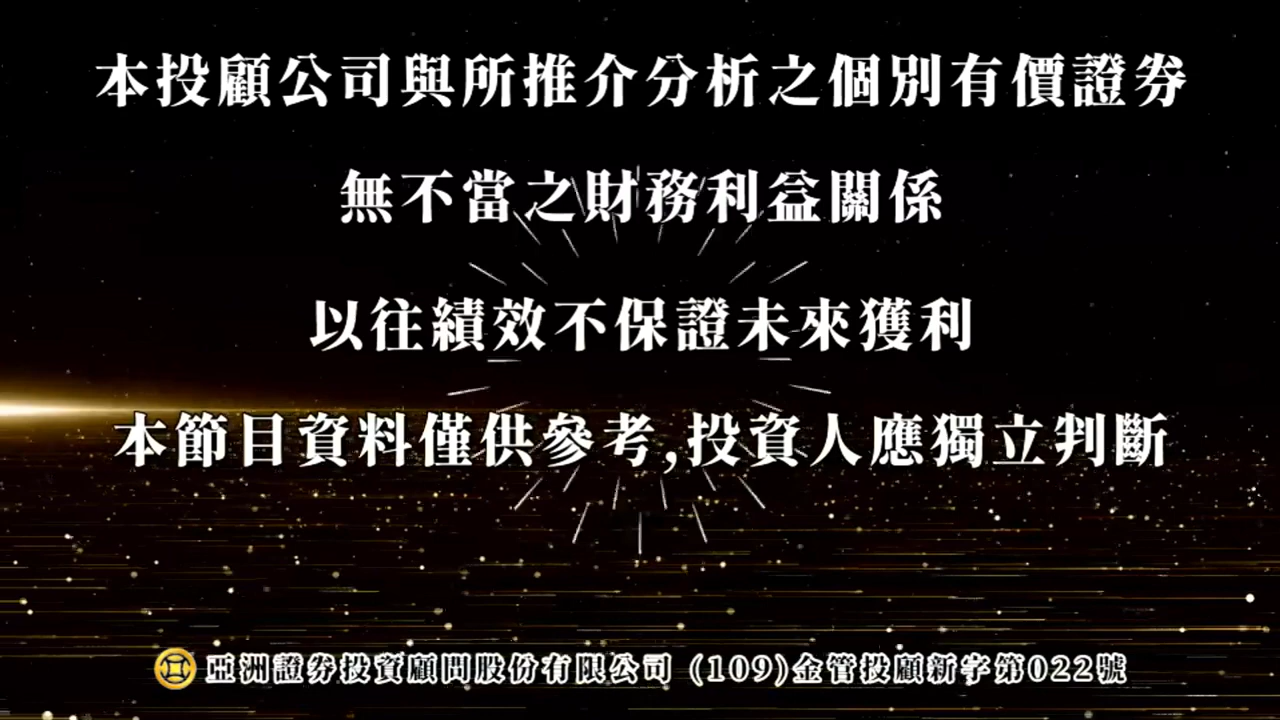 本投顧公司與所推介分析之個別有價證券
無不當之財務利益關係
以往績效不保證未來獲利
本節目資料僅供參考,投資人應獨立判斷
亞洲證券投資顧問股份有限公司 (109)金管投顧新字第022號